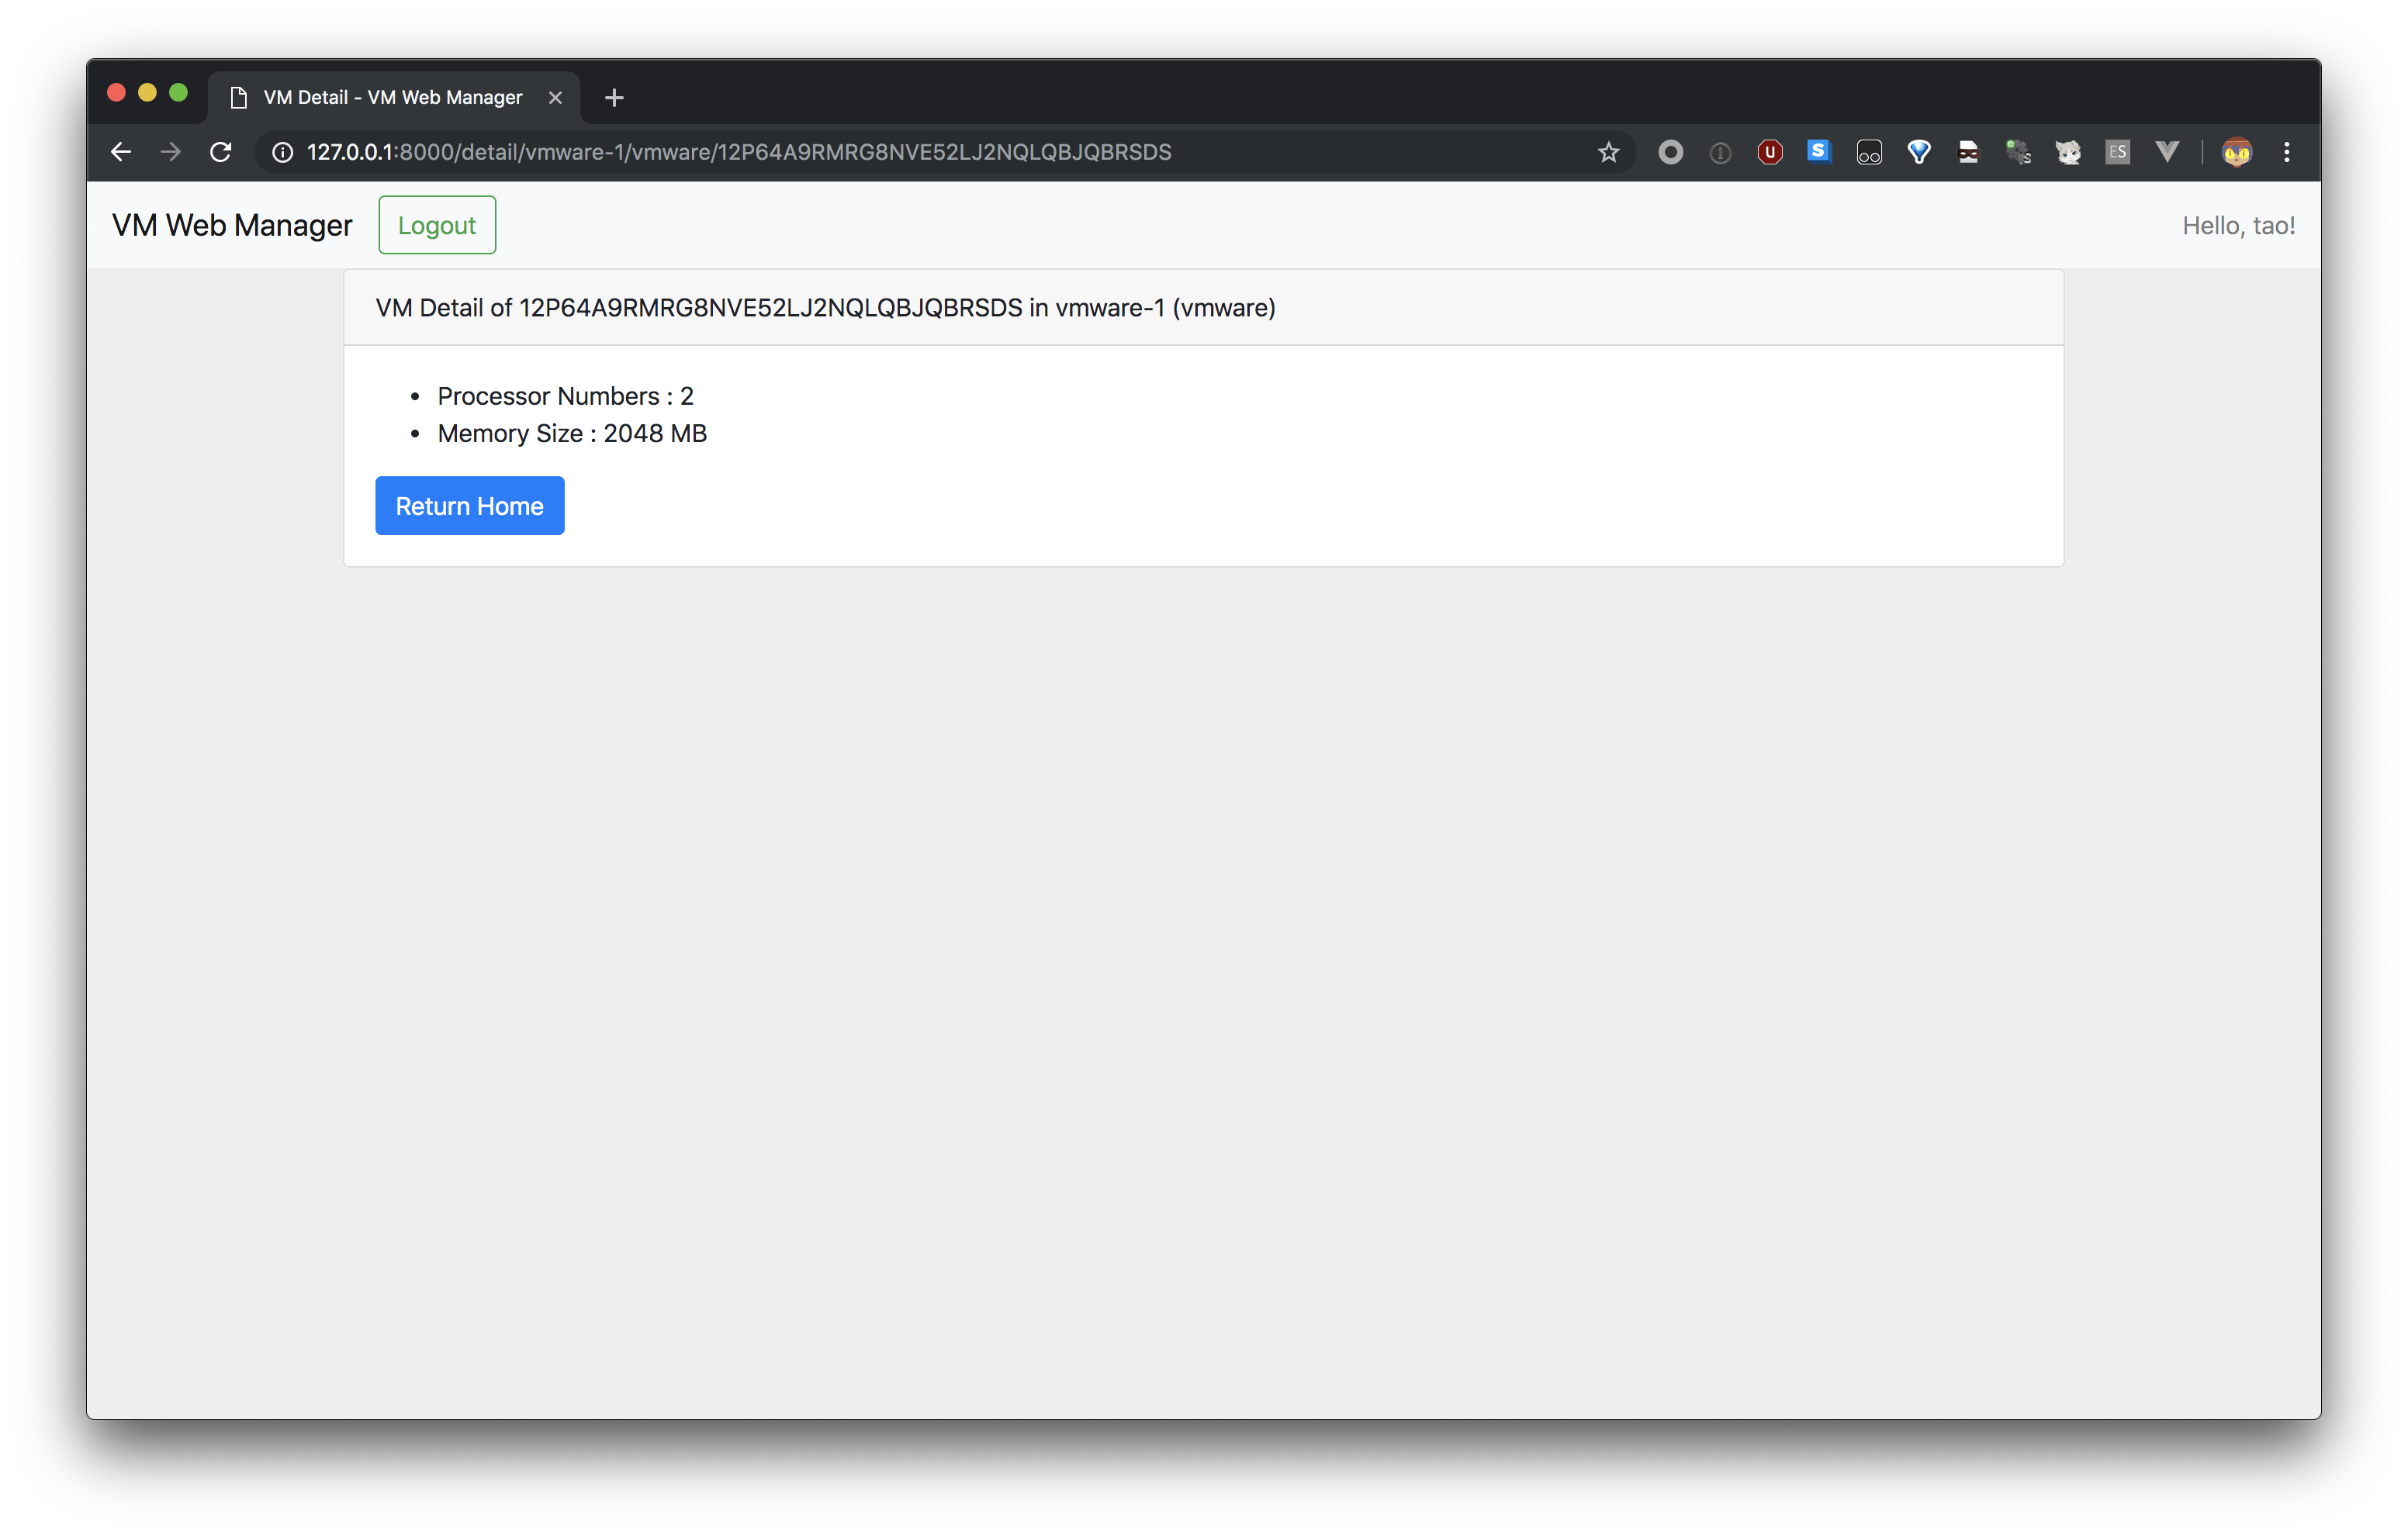 VM Detail - VM Web Manager
127.0.0.1:8000/detail/vmware-1/vmware/12P64A9RMRG8NVE52LJ2NQLQBJQBRSDS
U S ES
VM Web Manager Logout Hello, tao!
VM Detail of 12P64A9RMRG8NVE52LJ2NQLQBJQBRSDS in vmware-1 (vmware)
Processor Numbers : 2
Memory Size : 2048 MB
Return Home